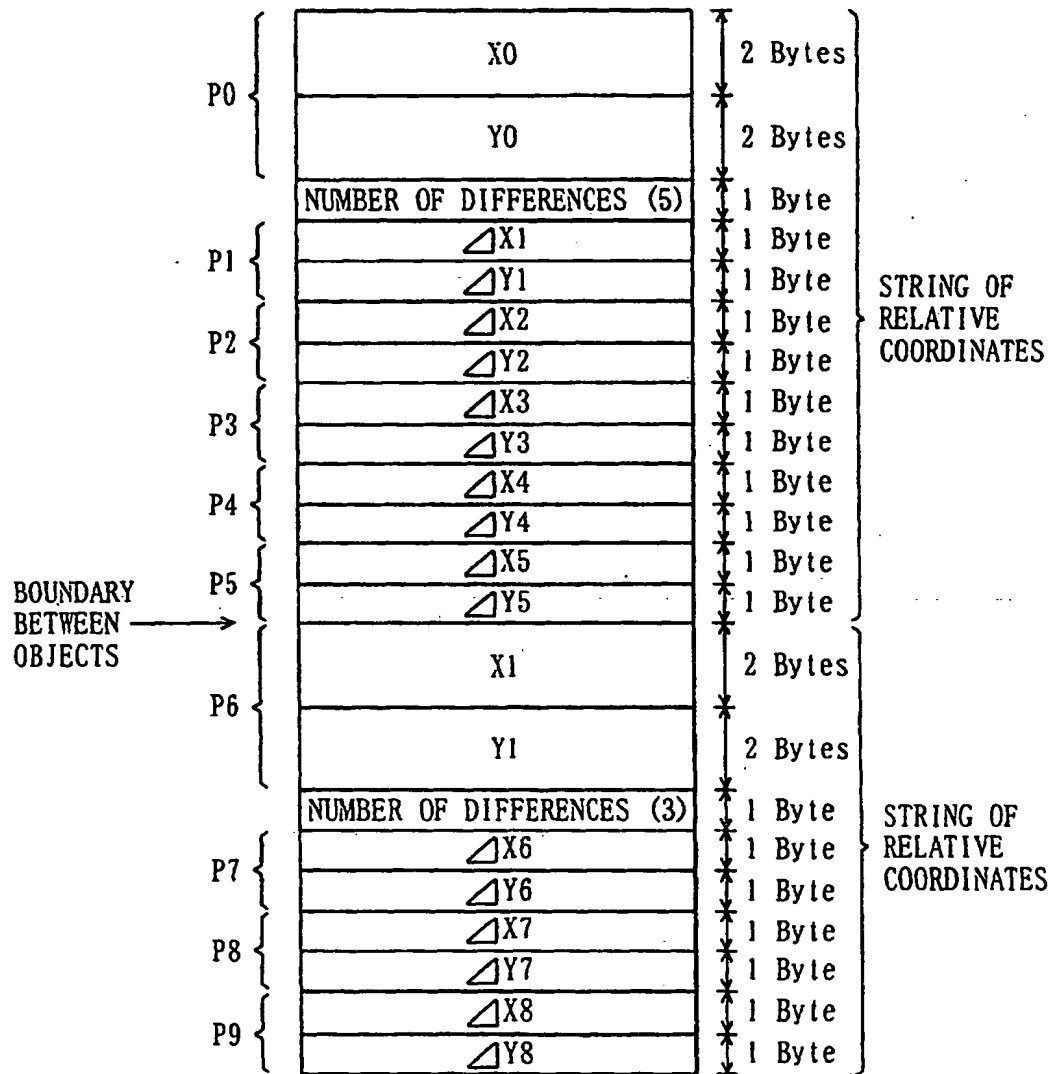 X0
2 Bytes
P0
Y0
2 Bytes
NUMBER OF DIFFERENCES (5)
1 Byte
P1
⊿X1
1 Byte
⊿Y1
1 Byte
P2
⊿X2
1 Byte
⊿Y2
1 Byte
P3
⊿X3
1 Byte
⊿Y3
1 Byte
P4
⊿X4
1 Byte
⊿Y4
1 Byte
P5
⊿X5
1 Byte
⊿Y5
1 Byte
STRING OF
RELATIVE
COORDINATES
BOUNDARY
BETWEEN
OBJECTS
P6
X1
2 Bytes
Y1
2 Bytes
NUMBER OF DIFFERENCES (3)
1 Byte
P7
⊿X6
1 Byte
⊿Y6
1 Byte
P8
⊿X7
1 Byte
⊿Y7
1 Byte
P9
⊿X8
1 Byte
⊿Y8
1 Byte
STRING OF
RELATIVE
COORDINATES